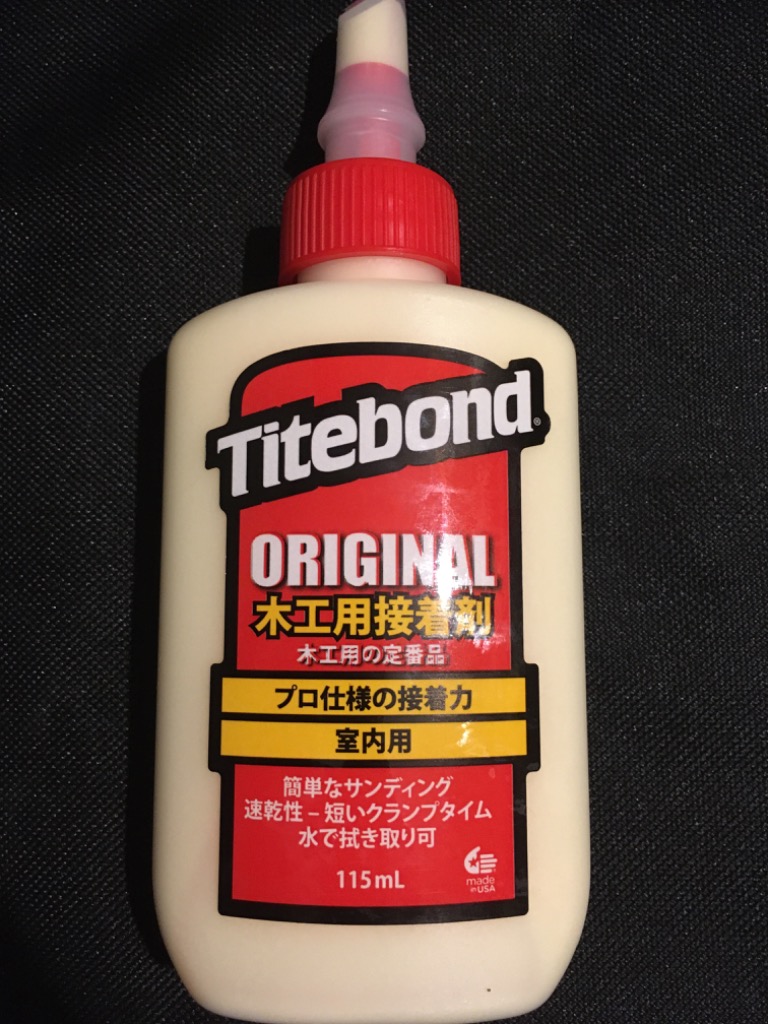 Titebond®
ORIGINAL
木工用接着剤
木工用の定番品
プロ仕様の接着力
室内用
簡単なサンディング
速乾性 – 短いクランプタイム
水で拭き取り可
115mL
made
in USA